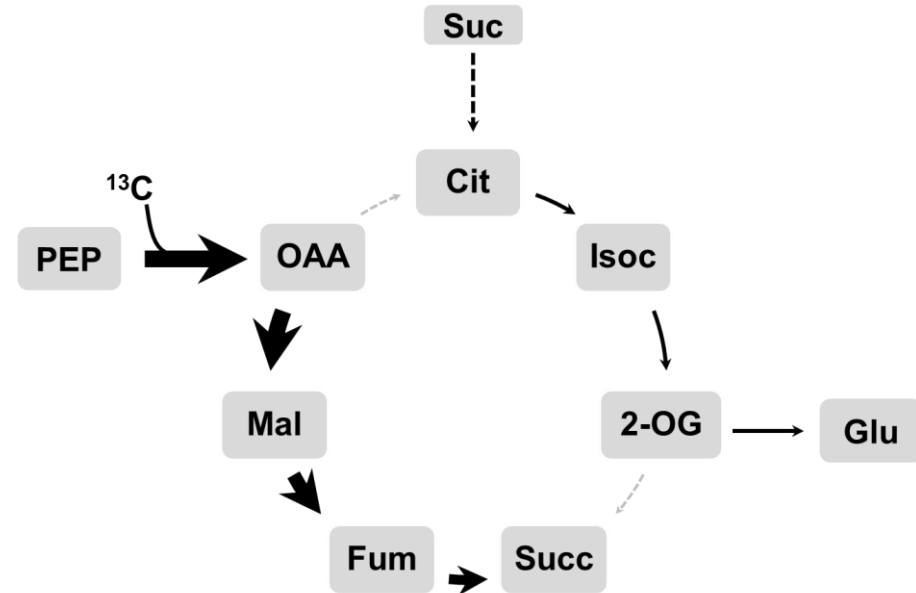 Suc
Cit
¹³C
PEP
OAA
Isoc
Mal
2-OG
Glu
Fum
Succ